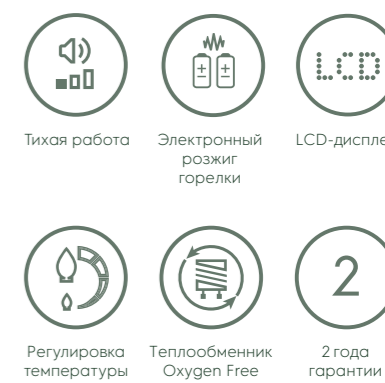 LCD
Тихая работа
Электронный
розжиг
горелки
LCD-диспле
2
Регулировка
температуры
Теплообменник
Oxygen Free
2 года
гарантии